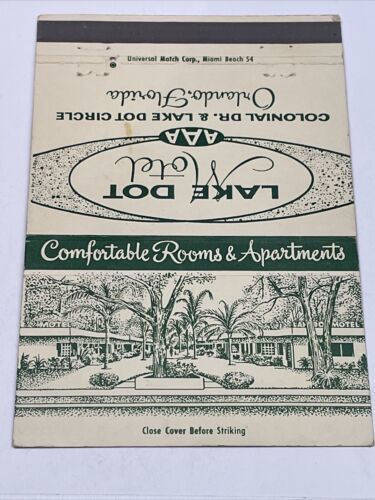 Universal Match Corp., Miami Beach 54
LAKE DOT
Motel
AAA
COLONIAL DR. & LAKE DOT CIRCLE
Orlando, Florida
Comfortable Rooms & Apartments
MOTEL
MOTEL
Close Cover Before Striking